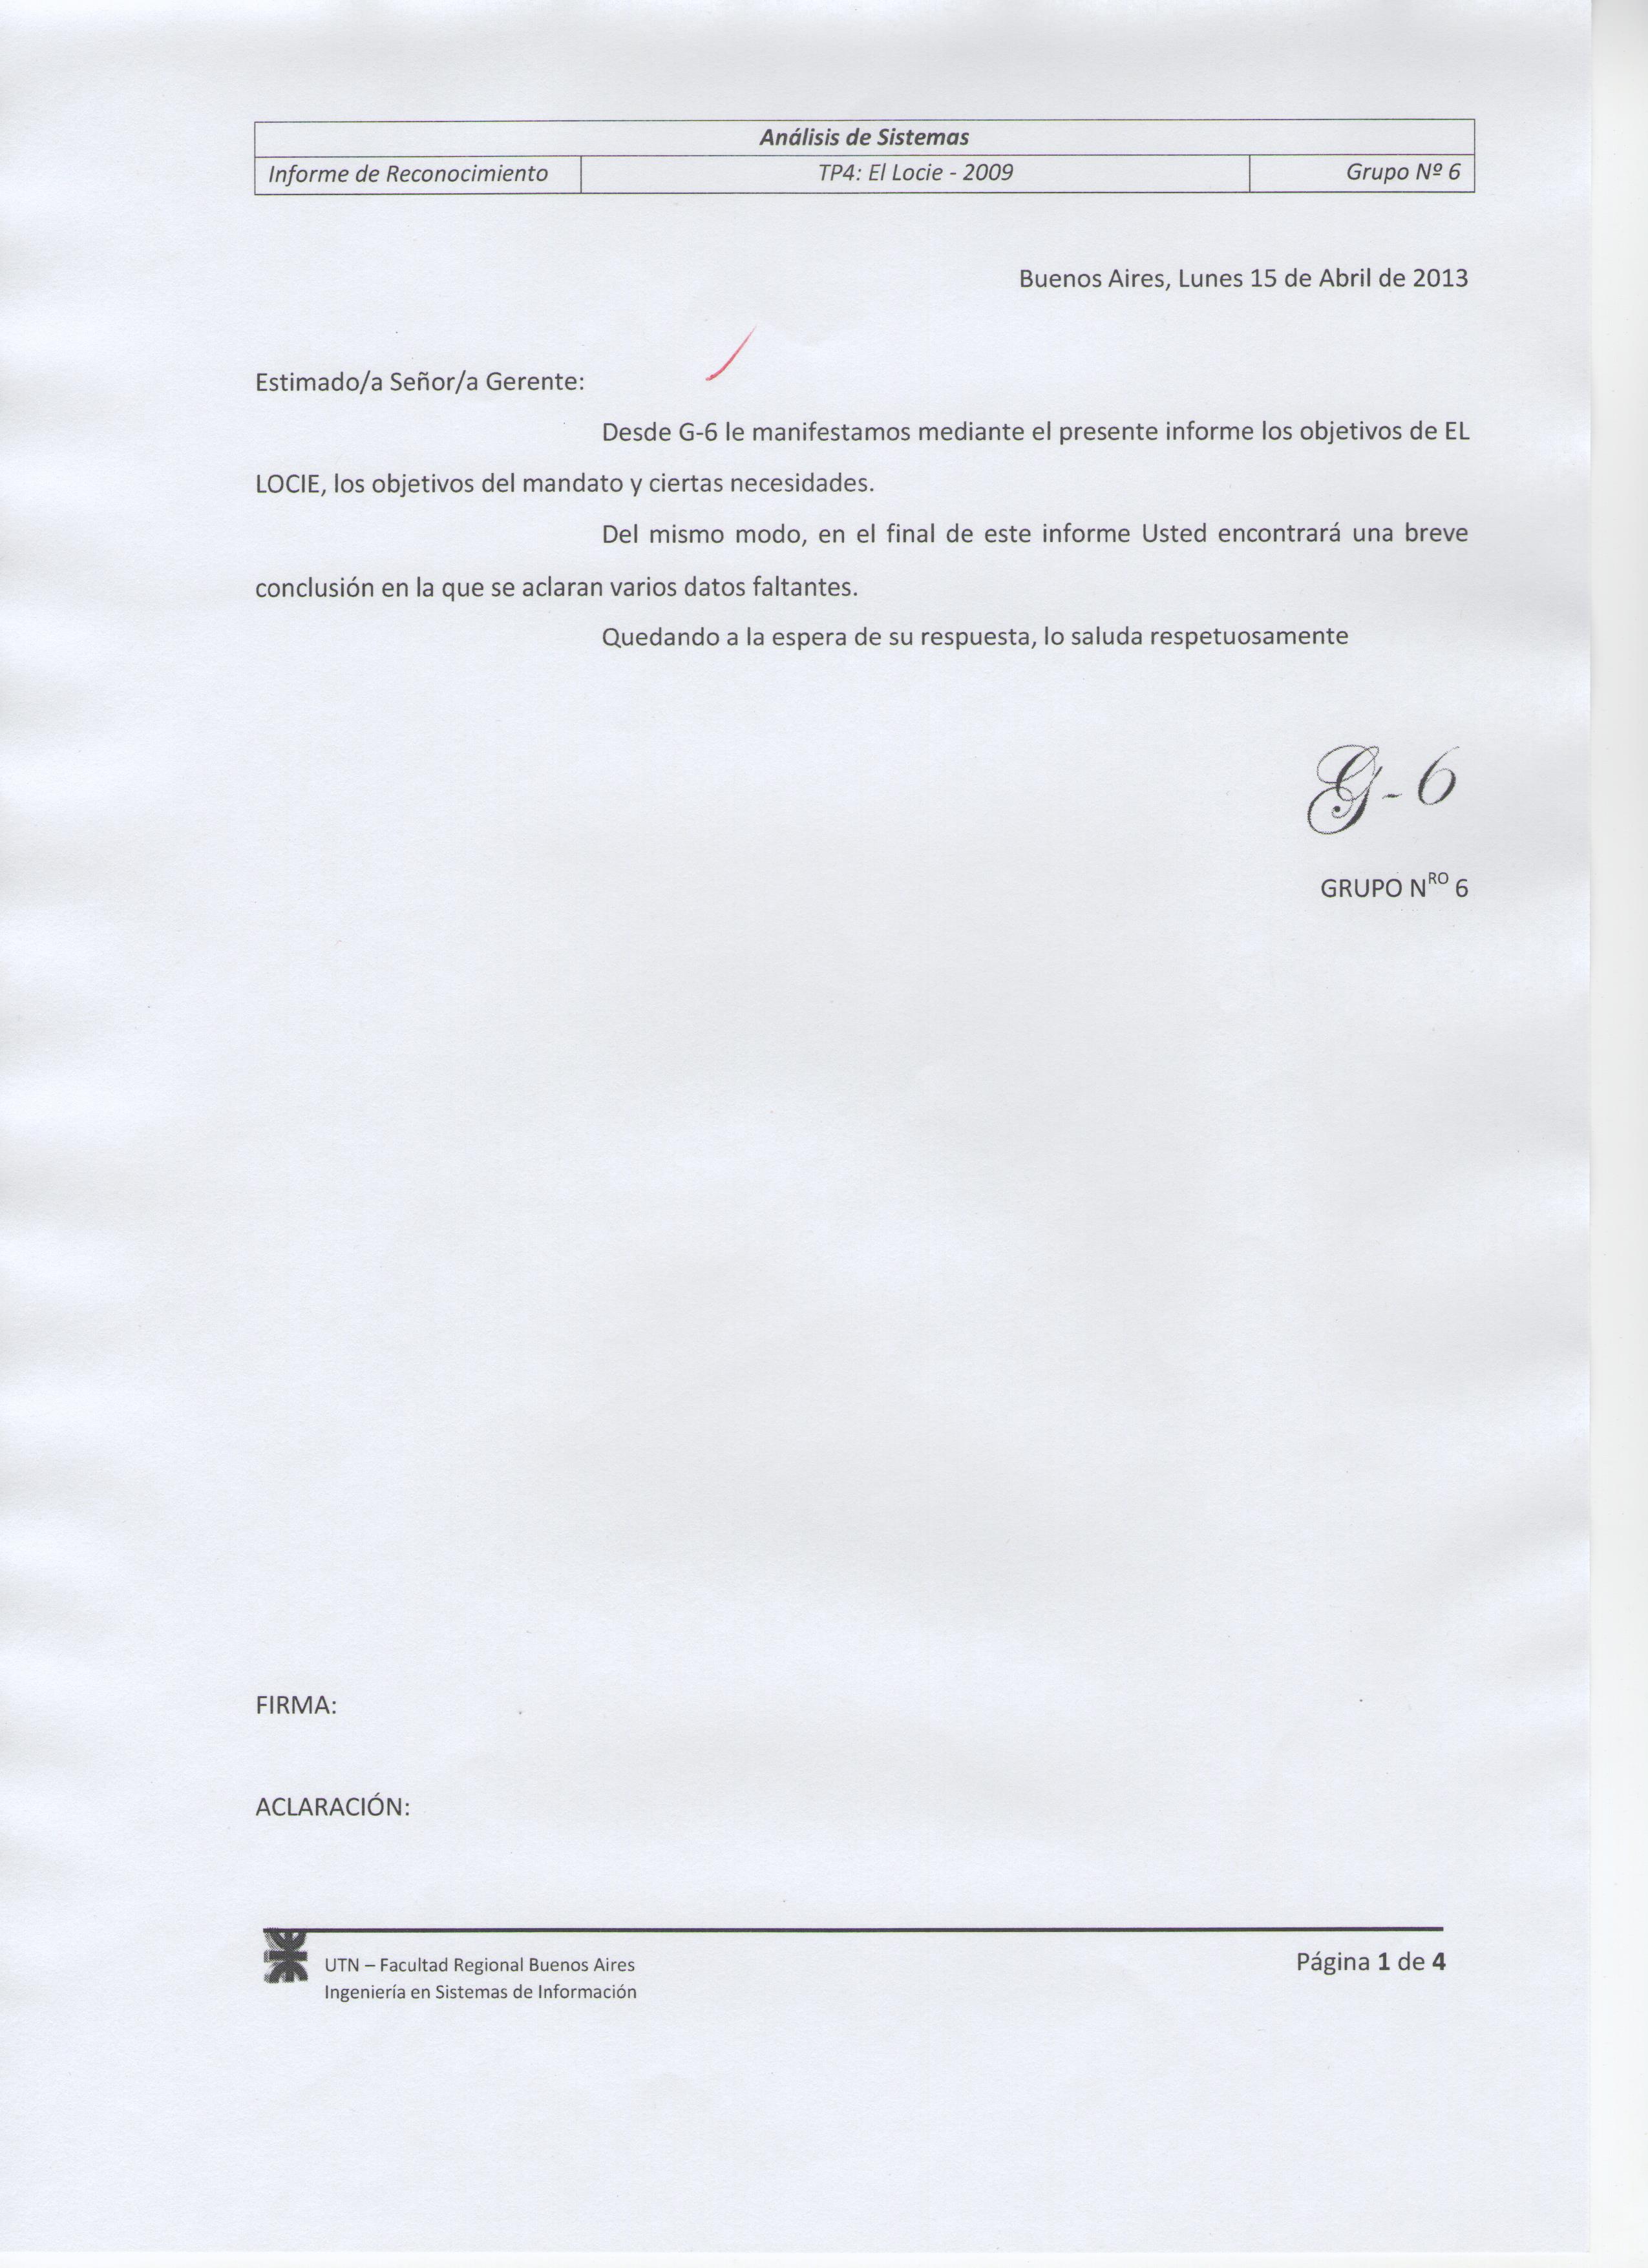 Análisis de Sistemas
Informe de Reconocimiento TP4: El Locie - 2009 Grupo Nº 6
Buenos Aires, Lunes 15 de Abril de 2013
Estimado/a Señor/a Gerente:
Desde G-6 le manifestamos mediante el presente informe los objetivos de EL
LOCIE, los objetivos del mandato y ciertas necesidades.
Del mismo modo, en el final de este informe Usted encontrará una breve
conclusión en la que se aclaran varios datos faltantes.
Quedando a la espera de su respuesta, lo saluda respetuosamente
G-6
GRUPO Nᴿᴼ 6
FIRMA:
ACLARACIÓN:
UTN – Facultad Regional Buenos Aires Página 1 de 4
Ingeniería en Sistemas de Información